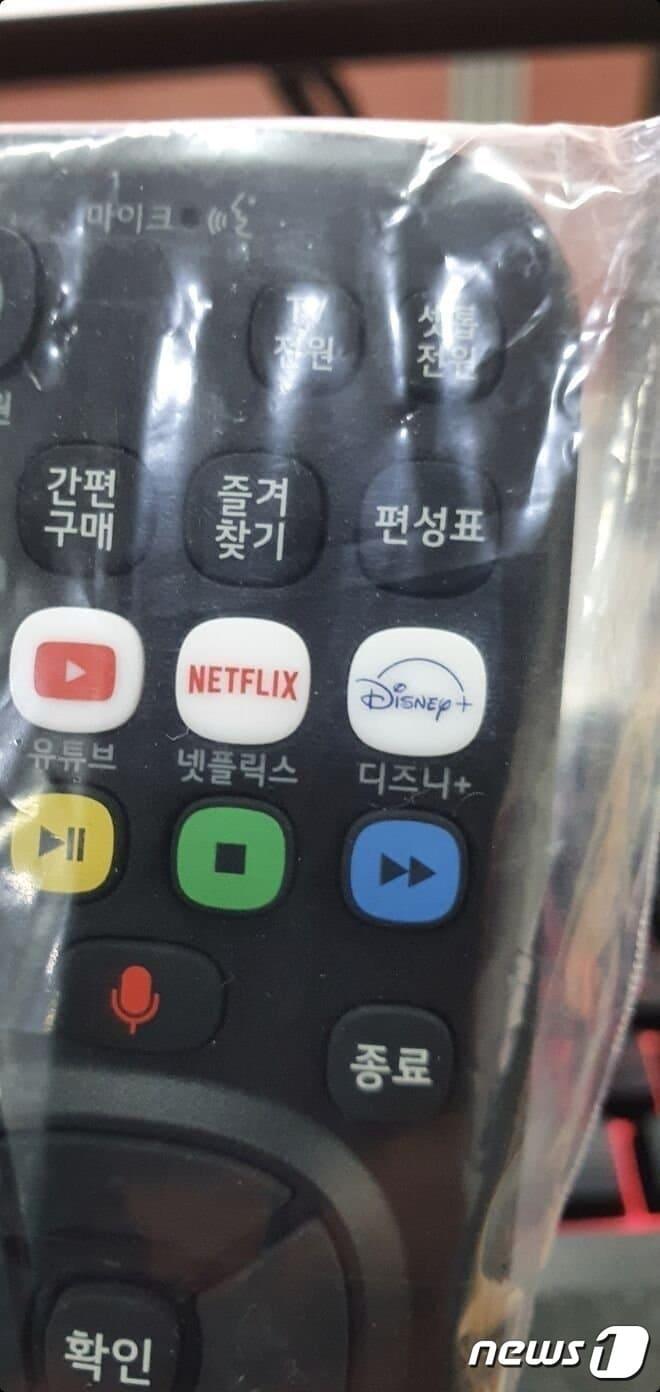 마이크
TV
전원
셋톱
전원
원
간편
구매
즐겨
찾기
편성표
NETFLIX
Disney+
유튜브
넷플릭스
디즈니+
종료
확인
news1